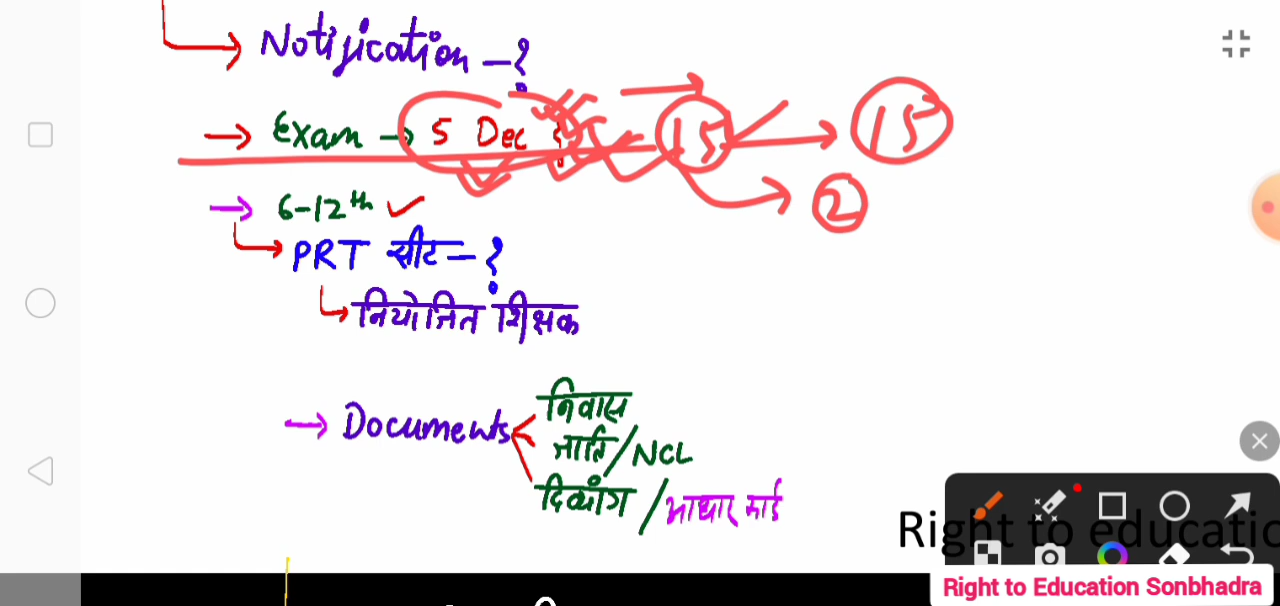 Notification - ?
→ Exam → 5 Dec ? → 15 → 15
→ 2
→ 6-12th ✓
→ PRT सीट - ?
→ नियोजित शिक्षक
→ Documents < निवास
जाति/NCL
दिव्यांग/आधार कार्ड
Right to educatio
Right to Education Sonbhadra